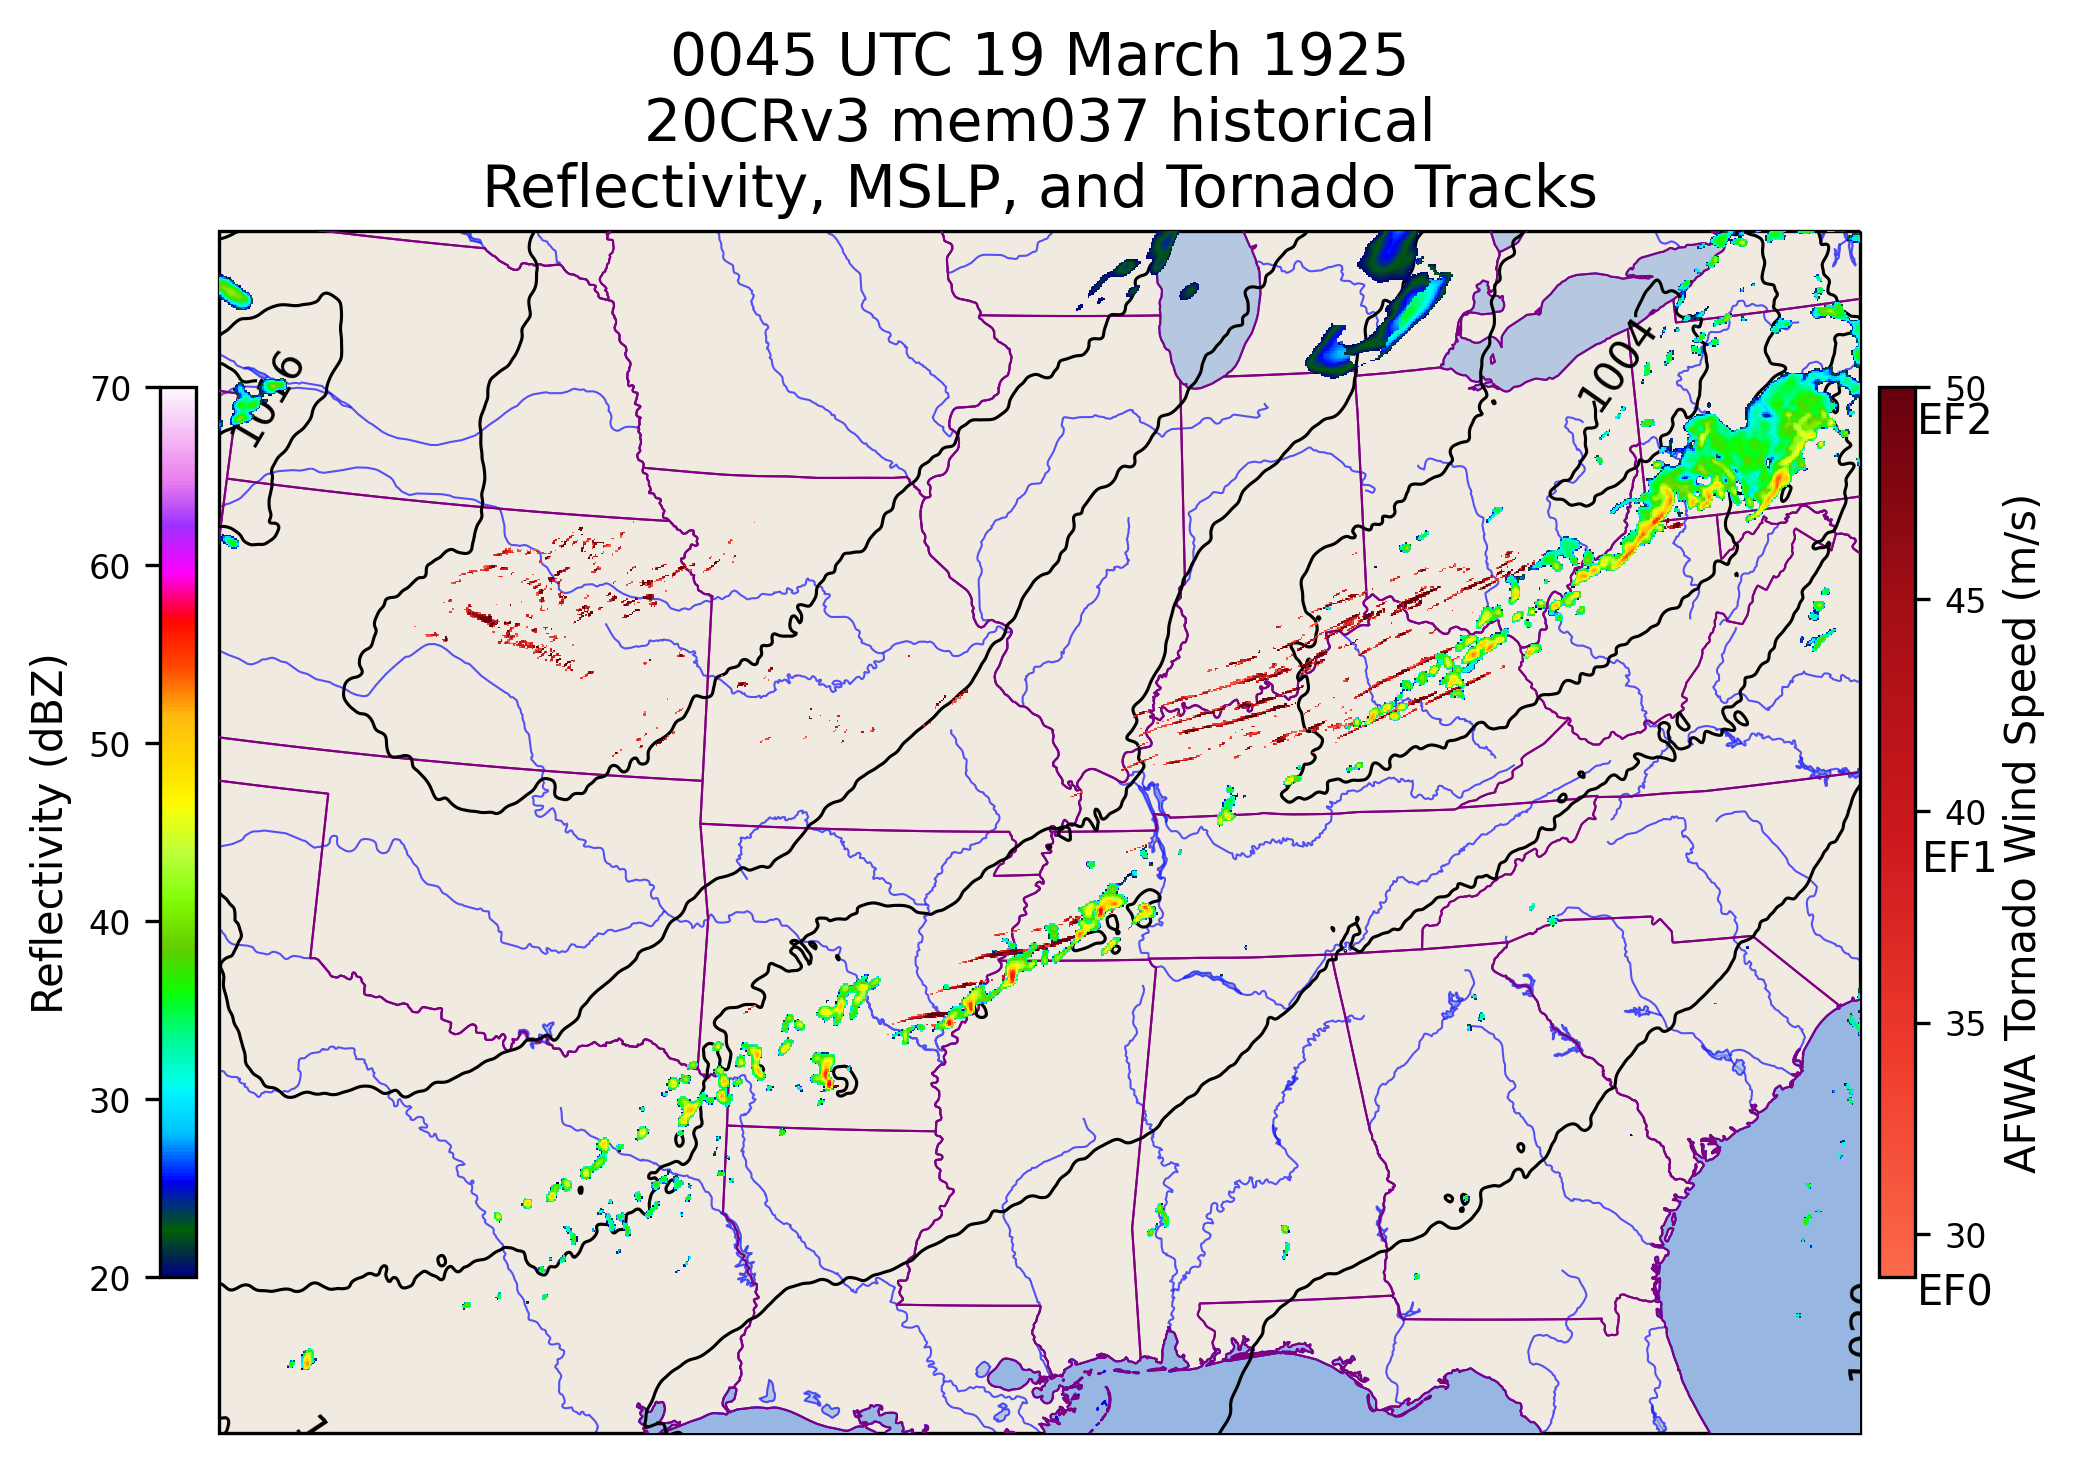 0045 UTC 19 March 1925
20CRv3 mem037 historical
Reflectivity, MSLP, and Tornado Tracks
1016
1004
1020
70
60
50
40
30
20
Reflectivity (dBZ)
50
EF2
45
40
EF1
35
30
EF0
AFWA Tornado Wind Speed (m/s)